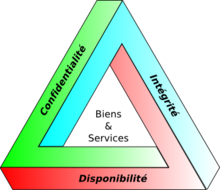 Confidentialité
Intégrité
Biens
&
Services
Disponibilité